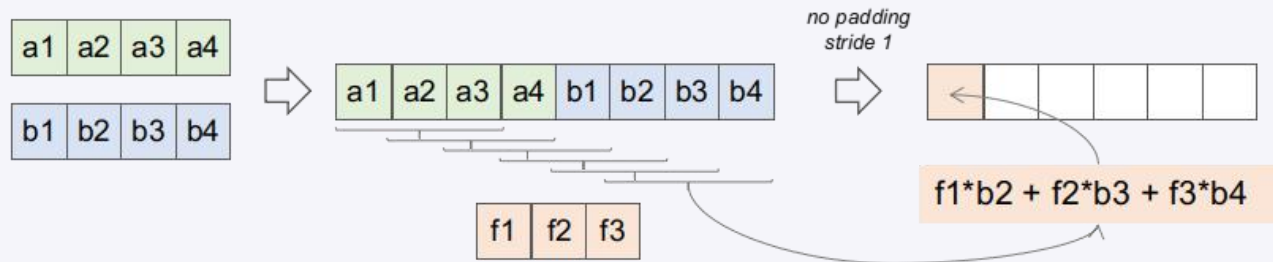 no padding
stride 1
a1 a2 a3 a4
a1 a2 a3 a4 b1 b2 b3 b4
b1 b2 b3 b4
f1*b2 + f2*b3 + f3*b4
f1 f2 f3